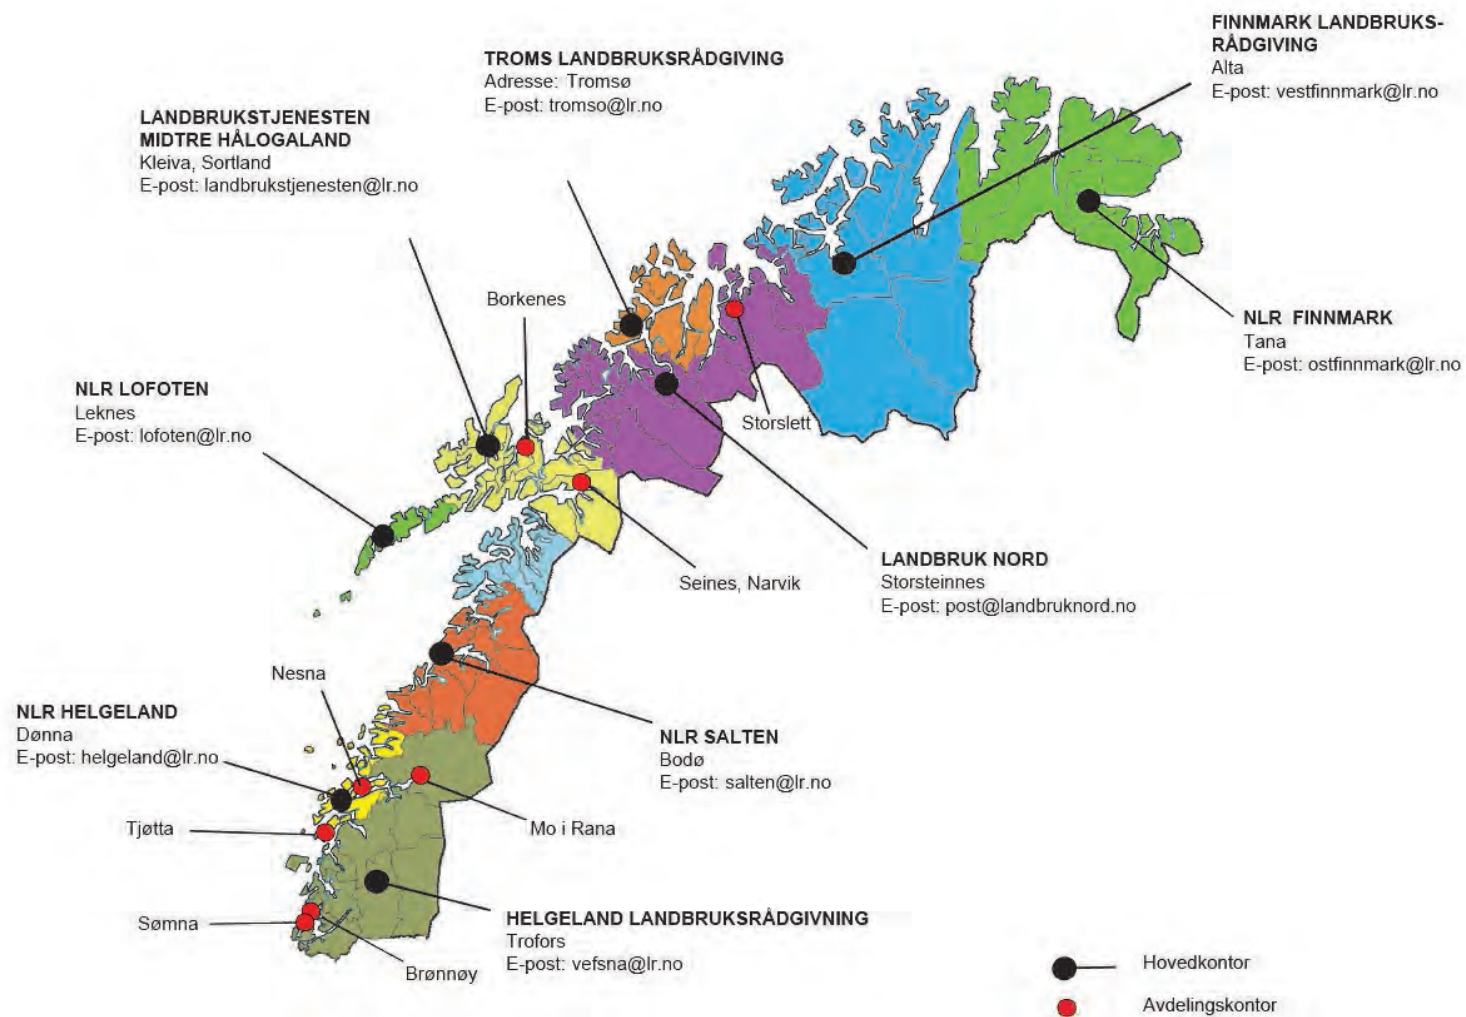 FINNMARK LANDBRUKS-
RÅDGIVING
Alta
E-post: vestfinnmark@lr.no
TROMS LANDBRUKSRÅDGIVING
Adresse: Tromsø
E-post: tromso@lr.no
LANDBRUKSTJENESTEN
MIDTRE HÅLOGALAND
Kleiva, Sortland
E-post: landbrukstjenesten@lr.no
Borkenes
NLR FINNMARK
Tana
E-post: ostfinnmark@lr.no
NLR LOFOTEN
Leknes
E-post: lofoten@lr.no
Storslett
LANDBRUK NORD
Storsteinnes
E-post: post@landbruknord.no
Seines, Narvik
Nesna
NLR HELGELAND
Dønna
E-post: helgeland@lr.no
NLR SALTEN
Bodø
E-post: salten@lr.no
Tjøtta
Mo i Rana
Sømna
HELGELAND LANDBRUKSRÅDGIVNING
Trofors
E-post: vefsna@lr.no
Brønnøy
Hovedkontor
Avdelingskontor